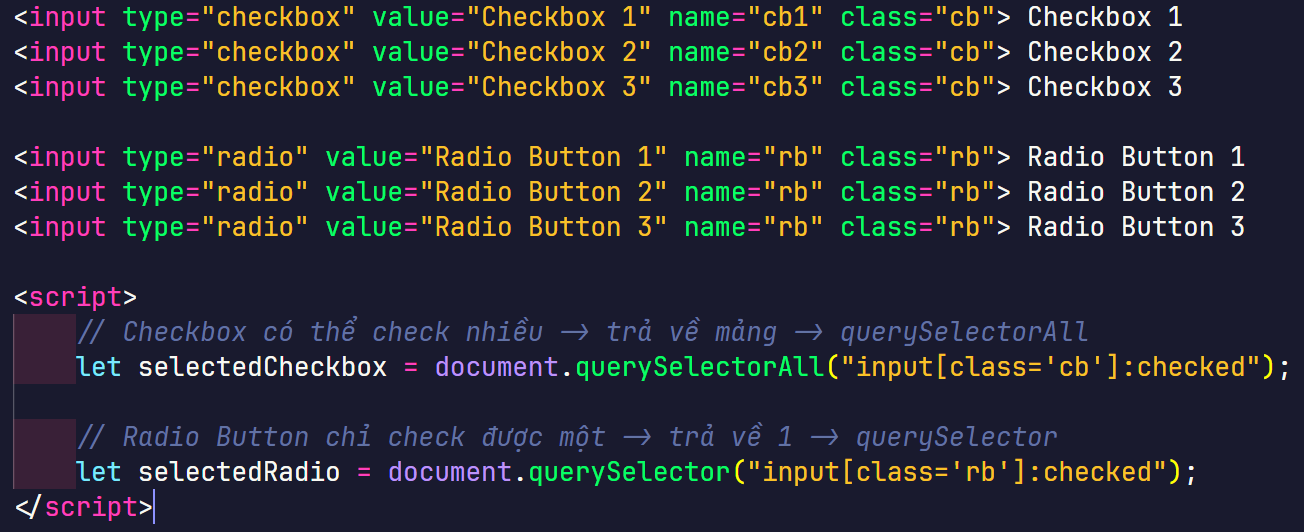 <input type="checkbox" value="Checkbox 1" name="cb1" class="cb"> Checkbox 1
<input type="checkbox" value="Checkbox 2" name="cb2" class="cb"> Checkbox 2
<input type="checkbox" value="Checkbox 3" name="cb3" class="cb"> Checkbox 3
<input type="radio" value="Radio Button 1" name="rb" class="rb"> Radio Button 1
<input type="radio" value="Radio Button 2" name="rb" class="rb"> Radio Button 2
<input type="radio" value="Radio Button 3" name="rb" class="rb"> Radio Button 3
<script>
// Checkbox có thể check nhiều -> trả về mảng -> querySelectorAll
let selectedCheckbox = document.querySelectorAll("input[class='cb']:checked");
// Radio Button chỉ check được một -> trả về 1 -> querySelector
let selectedRadio = document.querySelector("input[class='rb']:checked");
</script>